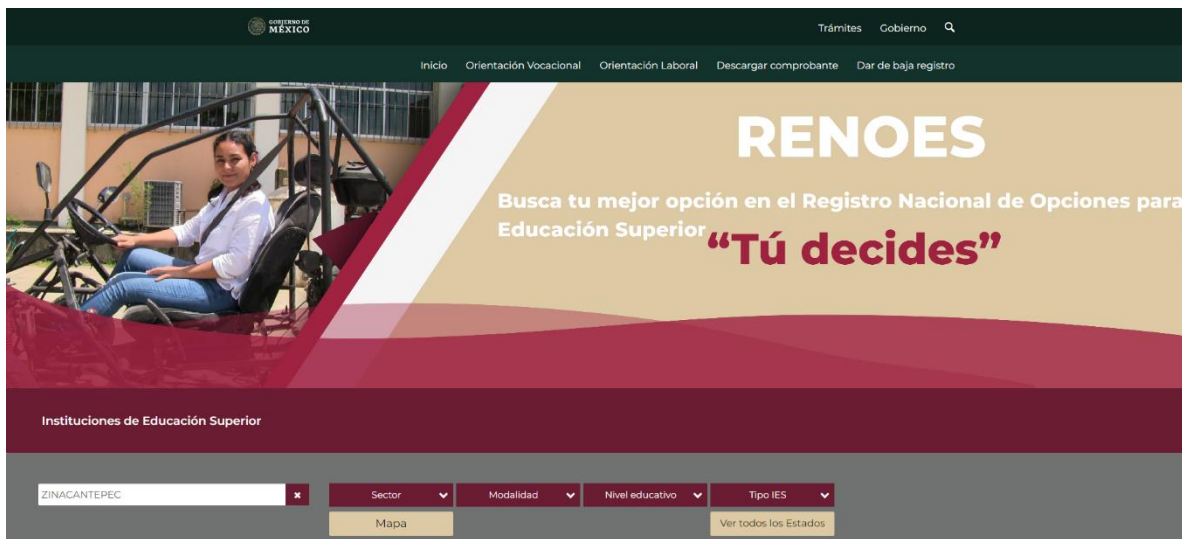 GOBIERNO DE
MÉXICO
Trámites Gobierno
Inicio Orientación Vocacional Orientación Laboral Descargar comprobante Dar de baja registro
RENOES
Busca tu mejor opción en el Registro Nacional de Opciones para
Educación Superior
“Tú decides”
Instituciones de Educación Superior
ZINACANTEPEC
Sector Modalidad Nivel educativo Tipo IES
Mapa Ver todos los Estados